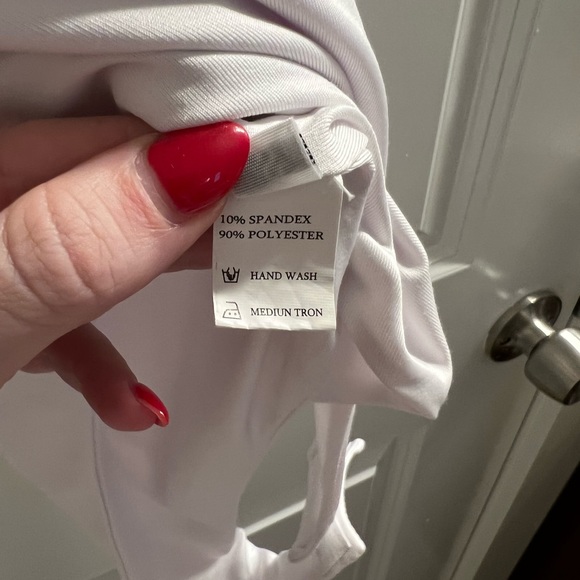 10% SPANDEX
90% POLYESTER
HAND WASH
MEDIUN TRON